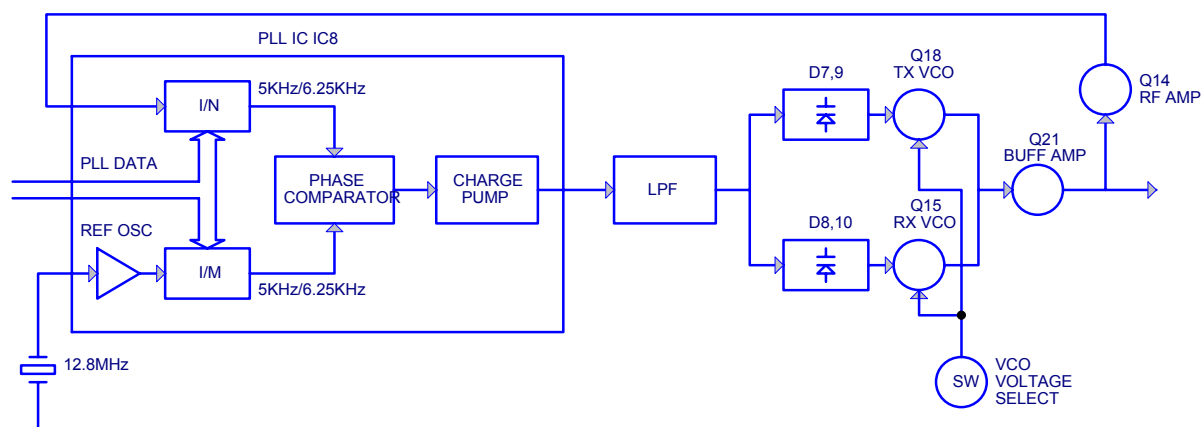 PLL IC IC8
5KHz/6.25KHz
I/N
PLL DATA
PHASE
COMPARATOR
CHARGE
PUMP
REF OSC
I/M
5KHz/6.25KHz
12.8MHz
LPF
D7,9
Q18
TX VCO
Q14
RF AMP
Q21
BUFF AMP
D8,10
Q15
RX VCO
SW
VCO
VOLTAGE
SELECT